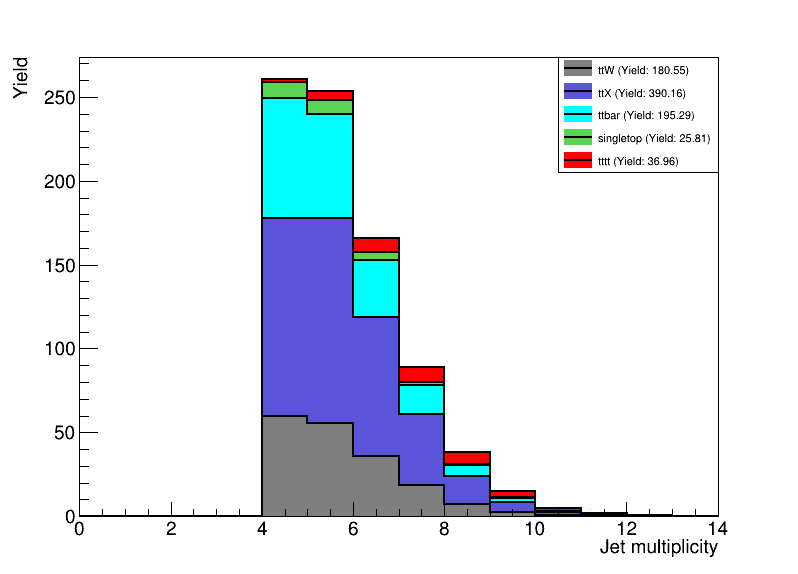 Yield
ttW (Yield: 180.55)
ttX (Yield: 390.16)
ttbar (Yield: 195.29)
singletop (Yield: 25.81)
tttt (Yield: 36.96)
250
200
150
100
50
0
0 2 4 6 8 10 12 14
Jet multiplicity